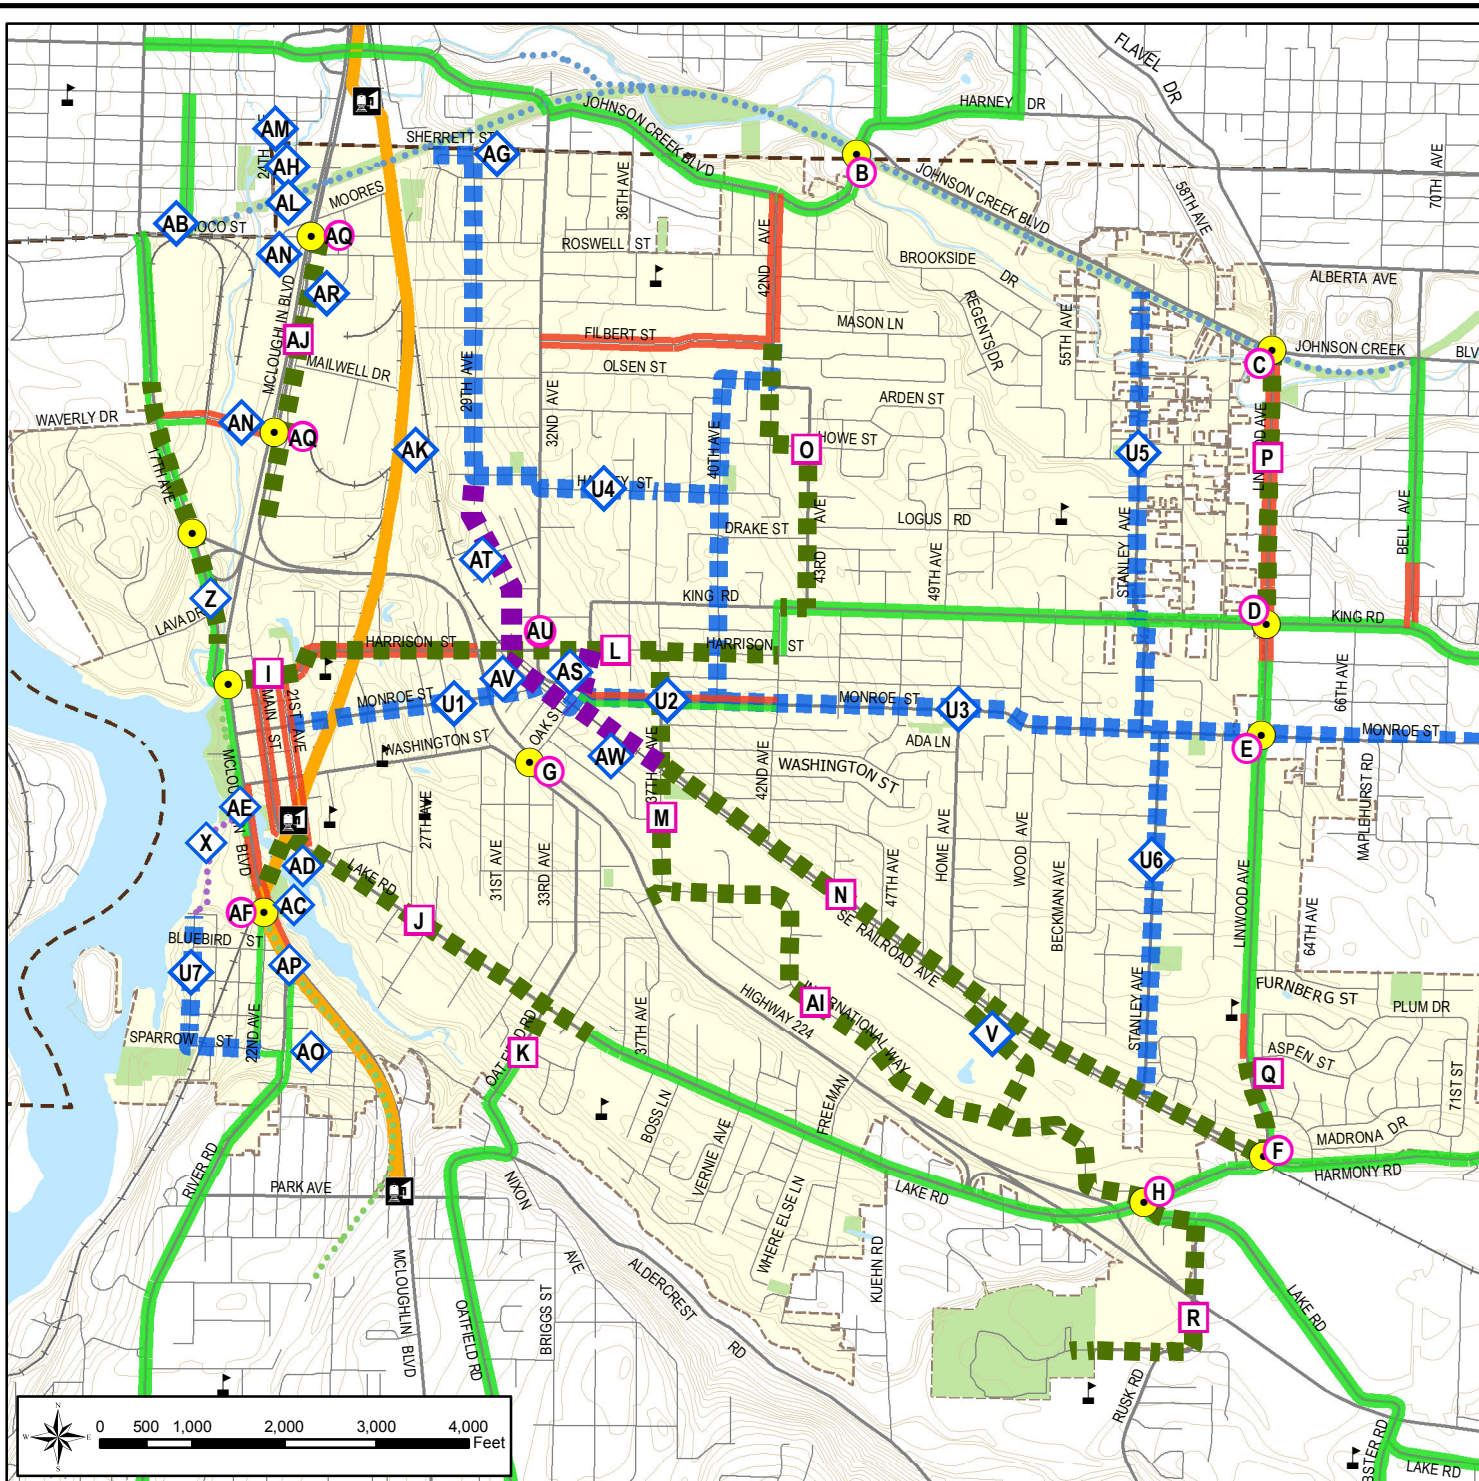 FLAVEL DR
HARNEY DR
JOHNSON CREEK BLVD
SHERRETT ST
AM
24TH
AH
AG
36TH AVE
B
JOHNSON CREEK BLVD
58TH AVE
70TH AVE
AL
MOORES
AB
OCO ST
AQ
AN
ROSWELL ST
42ND AVE
BROOKSIDE DR
ALBERTA AVE
AR
MCLOUGHIN BLVD
AJ
FILBERT ST
MASON LN
REGENTS DR
55TH AVE
MAILWELL DR
OLSEN ST
C
JOHNSON CREEK BLV
29TH AVE
32ND AVE
ARDEN ST
WAVERLY DR
AN
AQ
AK
40TH AVE
HOWE ST
O
U5
P
17TH AVE
U4
DRAKE ST
LOGUS RD
BELL AVE
43RD AVE
49TH AVE
STANLEY AVE
AT
Z
LAVA DR
KING RD
D
KING RD
AU
HARRISON ST
L
HARRISON ST
I
AS
AV
MAIN ST
21ST AVE
MONROE ST
U1
U2
MONROE ST
U3
66TH AVE
MONROE ST
OAK ST
WASHINGTON ST
ADA LN
E
G
AW
WASHINGTON ST
42ND AVE
37TH AVE
MAPLEHURST RD
AE
M
27TH AVE
X
BLVD
HOME AVE
WOOD AVE
U6
AD
LAKE RD
31ST AVE
33RD AVE
47TH AVE
BECKMAN AVE
LINWOOD AVE
64TH AVE
AF
AC
J
N
BLUEBIRD ST
SE RAILROAD AVE
U7
AP
HIGHWAY 224
AI
INTERNATIONAL WAY
FURNBERG ST
PLUM DR
V
SPARROW ST
22ND AVE
AO
K
37TH AVE
STANLEY AVE
ASPEN ST
Q
71ST ST
BOSS LN
VERNIE AVE
FREEMAN
MADRONA DR
F
HARMONY RD
RIVER RD
PARK AVE
NIXON AVE
WHERE ELSE LN
LAKE RD
H
KUEHN RD
MCLOUGHLIN BLVD
OATFIELD RD
BRIGGS ST
ALDERCREST RD
R
LAKE RD
RUSK RD
N
W E
S
0 500 1,000 2,000 3,000 4,000
Feet
LAKE RD